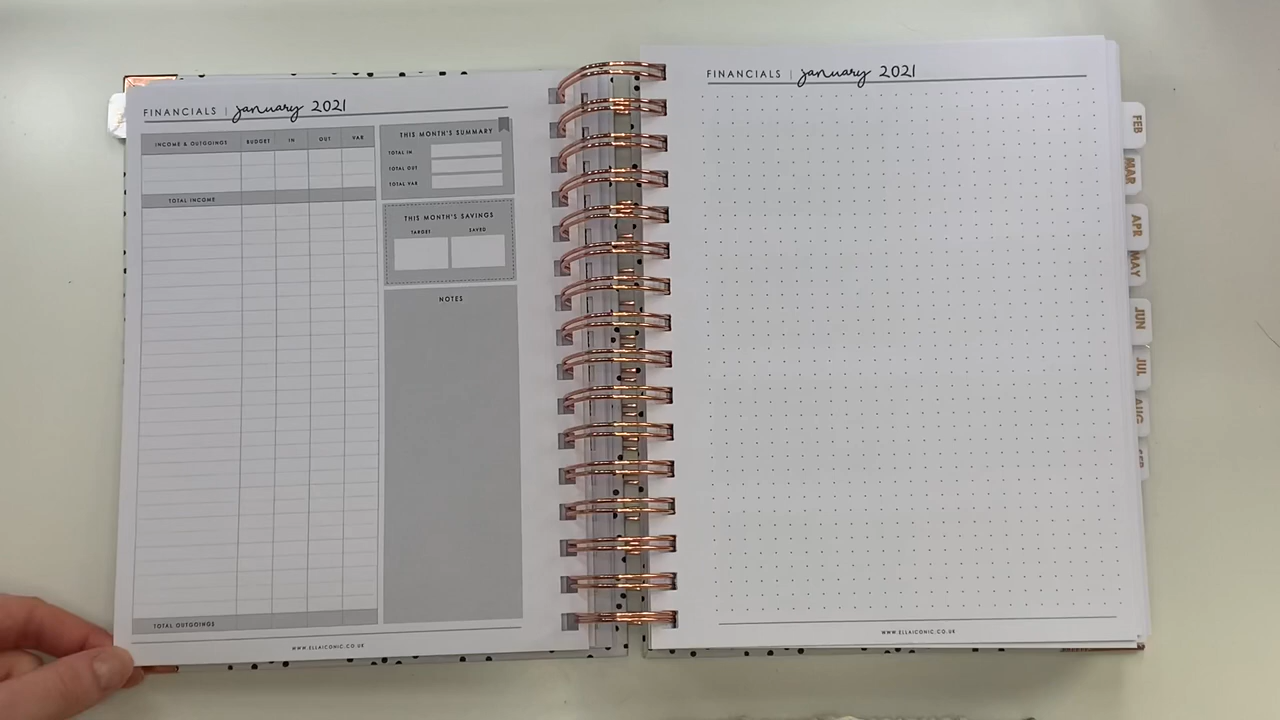 FINANCIALS | january 2021
INCOME & OUTGOINGS BUDGET IN OUT VAR
TOTAL INCOME
TOTAL OUTGOINGS
THIS MONTH'S SUMMARY
TOTAL IN
TOTAL OUT
TOTAL VAR
THIS MONTH'S SAVINGS
TARGET SAVED
NOTES
WWW.ELLAICONIC.CO.UK
FINANCIALS | january 2021
WWW.ELLAICONIC.CO.UK
FEB
MAR
APR
MAY
JUN
JUL
AUG
SEP